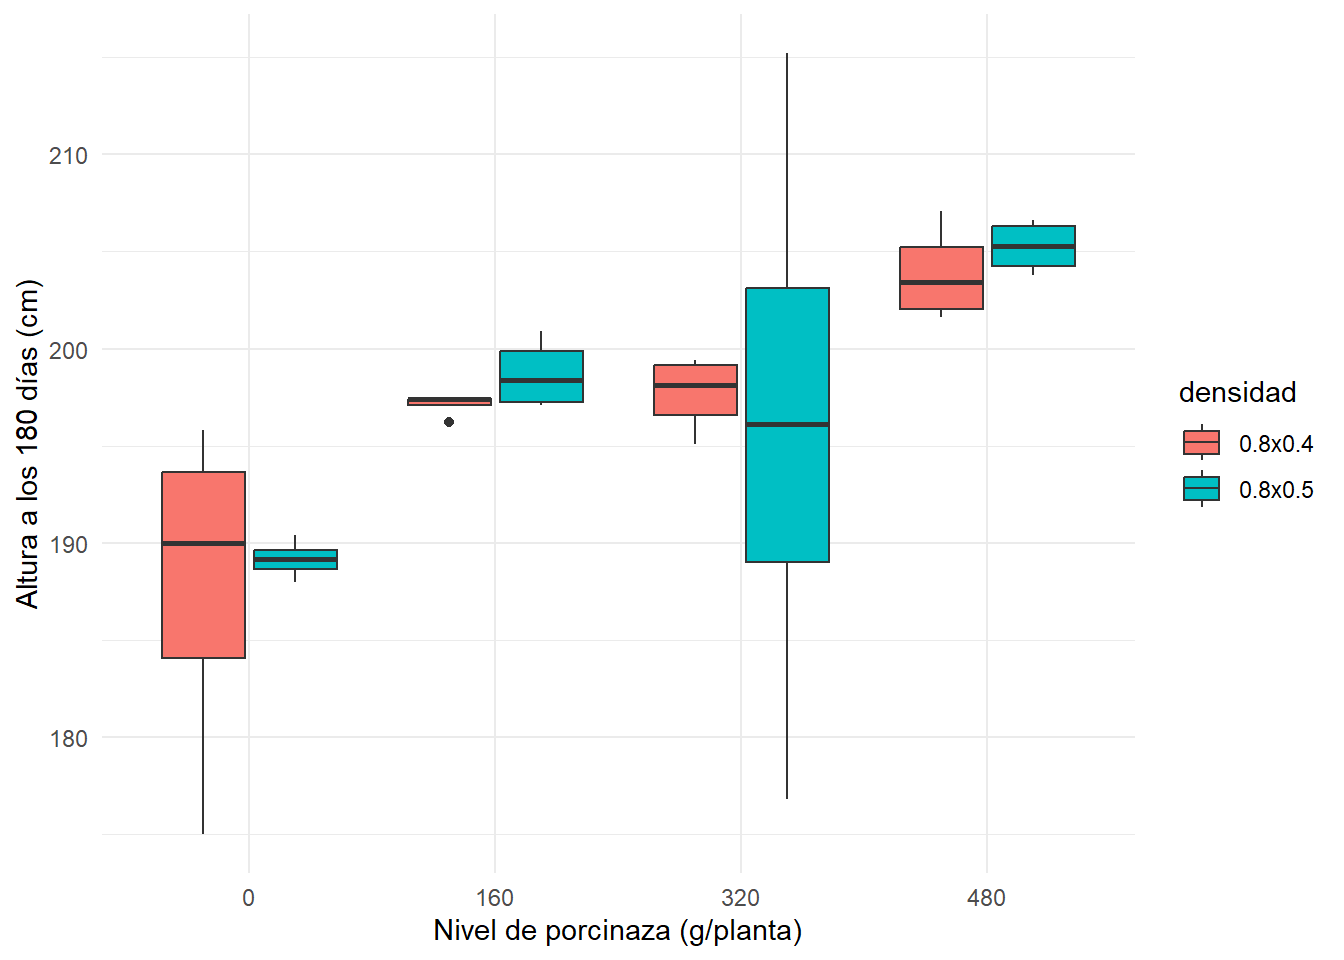 Altura a los 180 días (cm)
210
200
190
180
0
160
320
480
Nivel de porcinaza (g/planta)
densidad
0.8x0.4
0.8x0.5